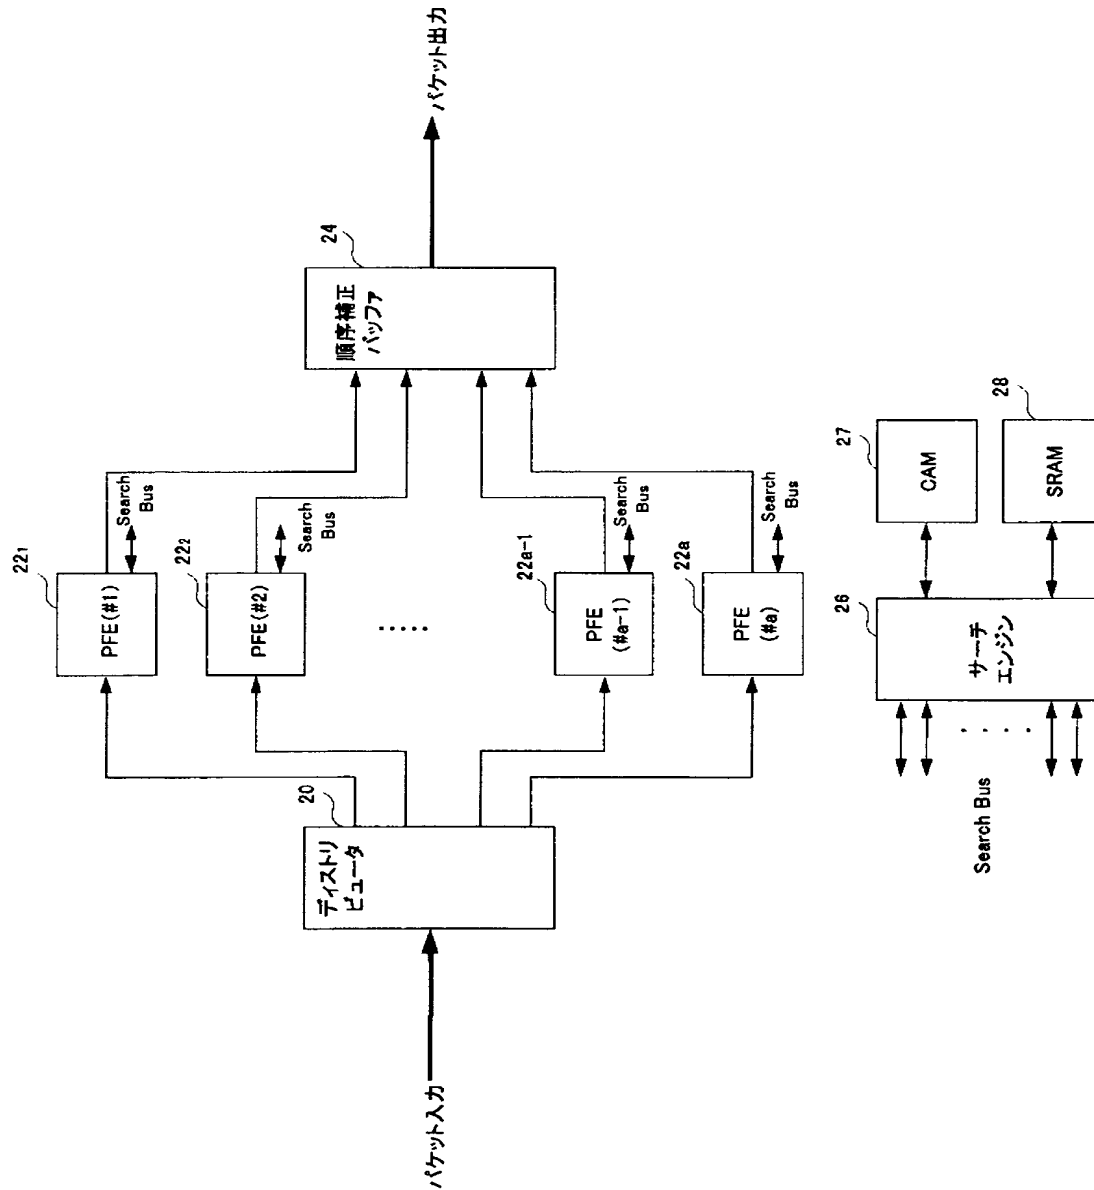 パケット入力
20
ディストリ
ビュータ
22₁
PFE(#1)
Search
Bus
22₂
PFE(#2)
Search
Bus
・・・・・
22a-1
PFE
(#a-1)
Search
Bus
22a
PFE
(#a)
Search
Bus
24
順序補正
バッファ
パケット出力
Search Bus
・・・・
26
サーチ
エンジン
27
CAM
28
SRAM